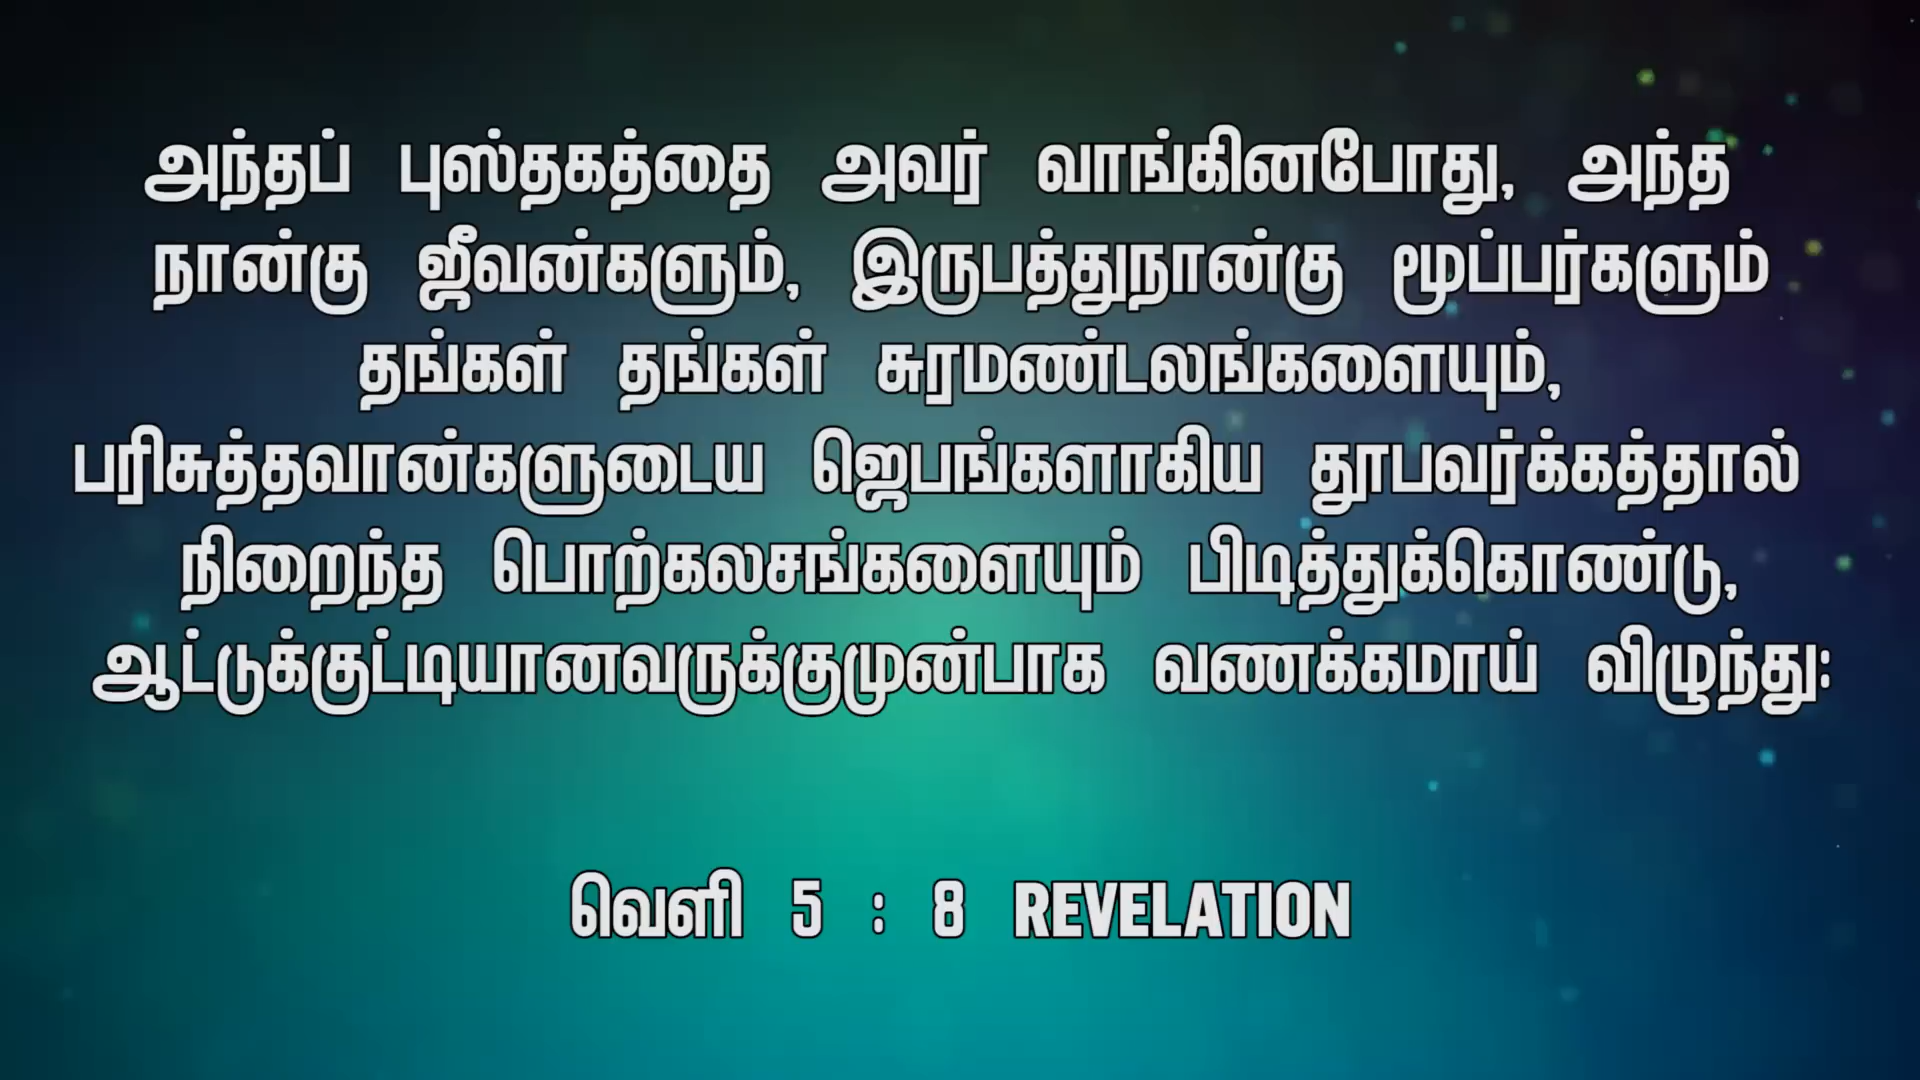 அந்தப் புஸ்தகத்தை அவர் வாங்கினபோது, அந்த
நான்கு ஜீவன்களும், இருபத்துநான்கு மூப்பர்களும்
தங்கள் தங்கள் சுரமண்டலங்களையும்,
பரிசுத்தவான்களுடைய ஜெபங்களாகிய தூபவர்க்கத்தால்
நிறைந்த பொற்கலசங்களையும் பிடித்துக்கொண்டு,
ஆட்டுக்குட்டியானவருக்குமுன்பாக வணக்கமாய் விழுந்து:
வெளி 5 : 8 REVELATION